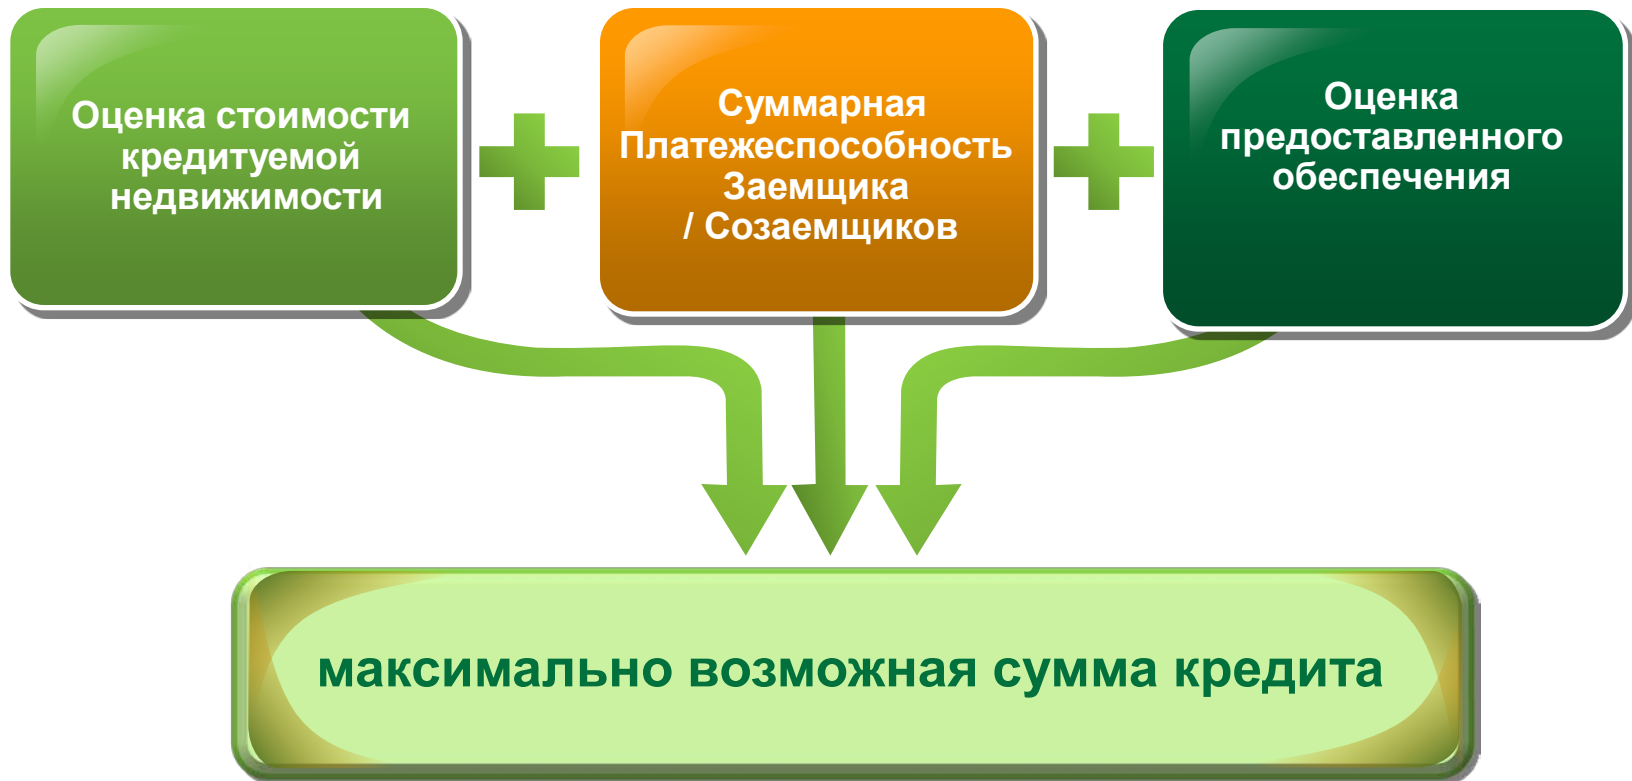 Оценка стоимости
кредитуемой
недвижимости
Суммарная
Платежеспособность
Заемщика
/ Созаемщиков
Оценка
предоставленного
обеспечения
максимально возможная сумма кредита